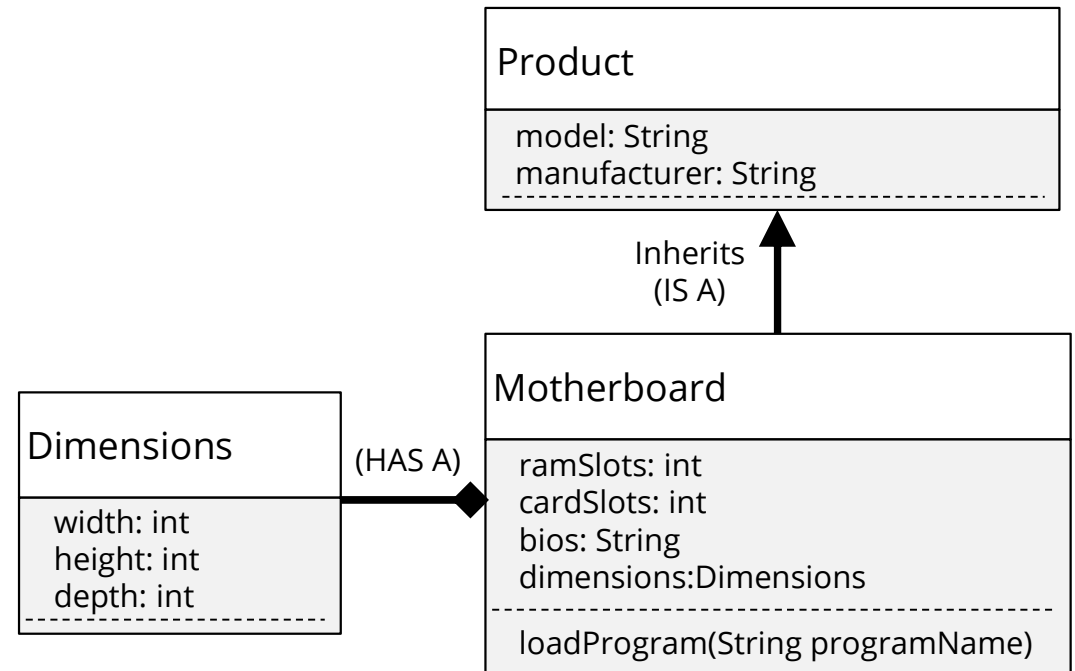 Product
model: String
manufacturer: String
Inherits
(IS A)
Motherboard
ramSlots: int
cardSlots: int
bios: String
dimensions:Dimensions
loadProgram(String programName)
(HAS A)
Dimensions
width: int
height: int
depth: int